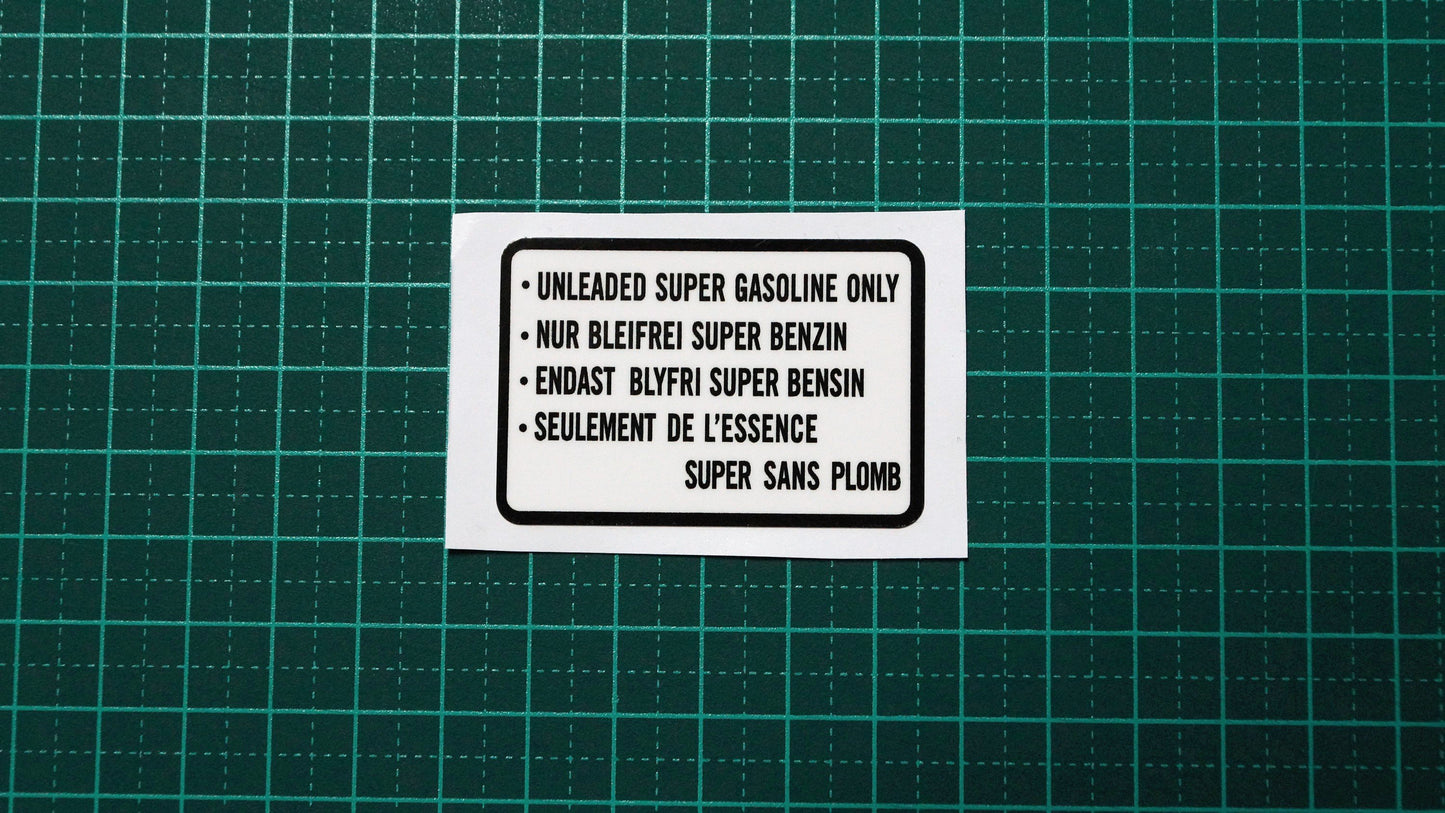 • UNLEADED SUPER GASOLINE ONLY
• NUR BLEIFREI SUPER BENZIN
• ENDAST BLYFRI SUPER BENSIN
• SEULEMENT DE L'ESSENCE
SUPER SANS PLOMB